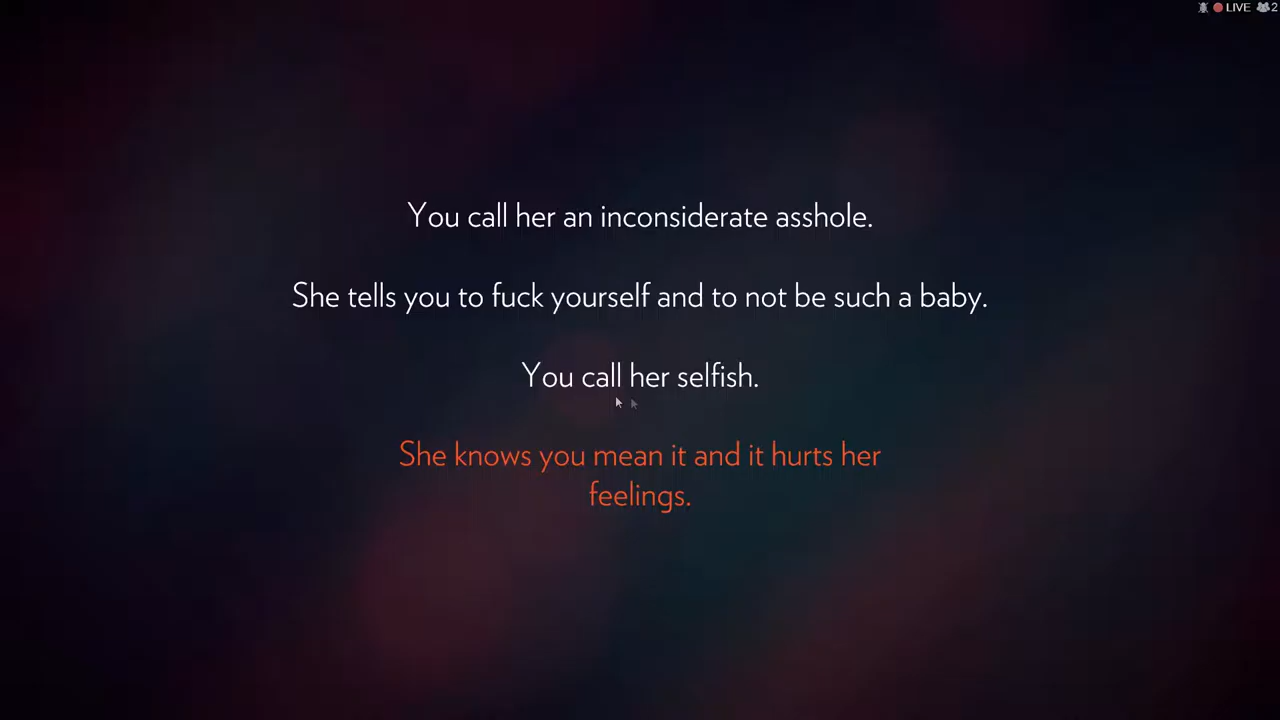 LIVE 2
You call her an inconsiderate asshole.
She tells you to fuck yourself and to not be such a baby.
You call her selfish.
She knows you mean it and it hurts her
feelings.